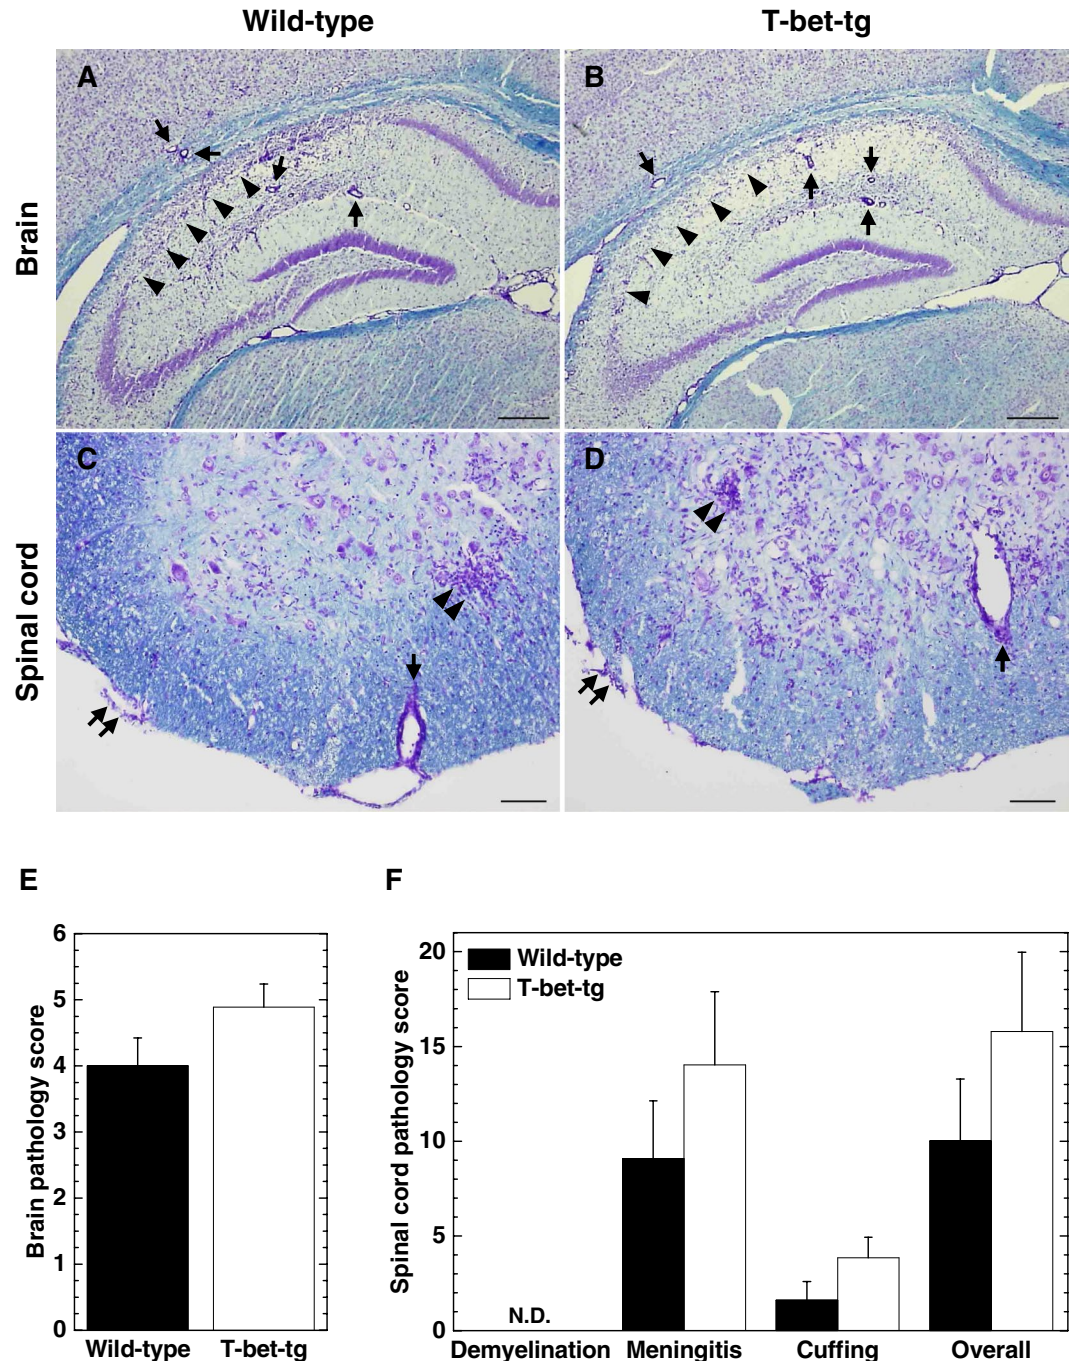 Wild-type
T-bet-tg
A
B
Brain
C
D
Spinal cord
E
F
Brain pathology score
6
5
4
3
2
1
0
Wild-type
T-bet-tg
Spinal cord pathology score
20
15
10
5
0
Wild-type
T-bet-tg
N.D.
Demyelination
Meningitis
Cuffing
Overall